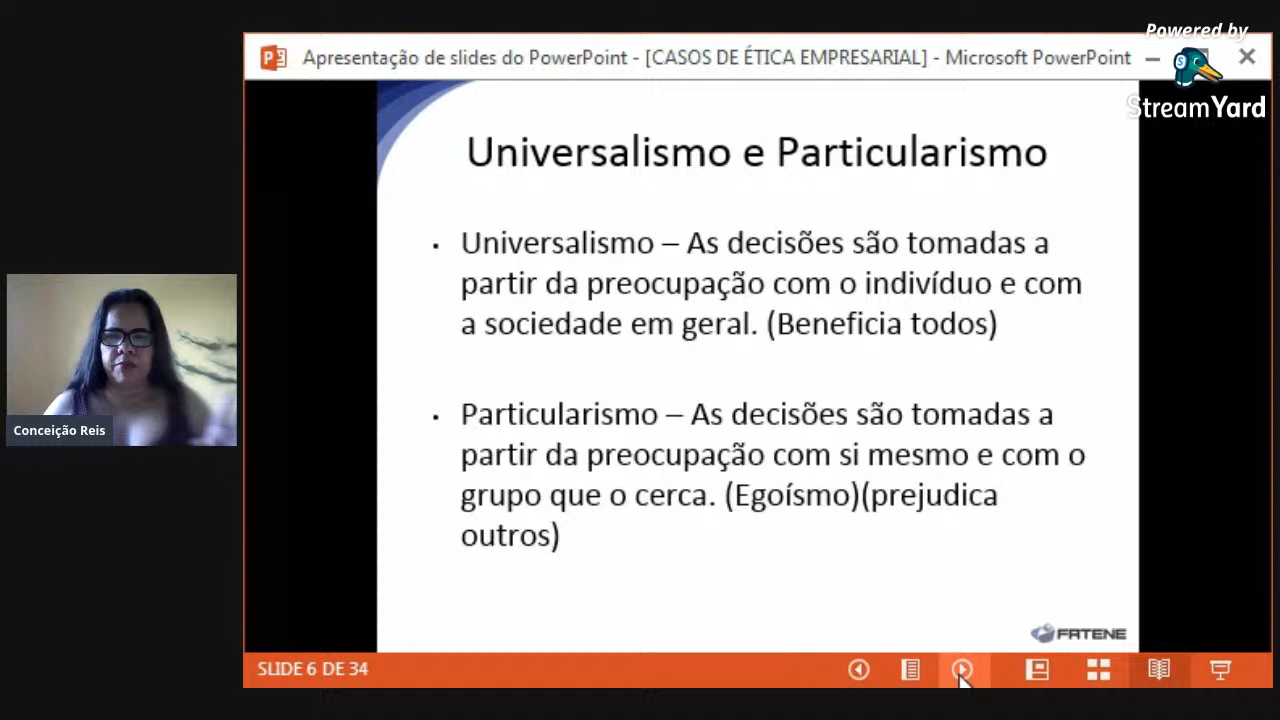 Powered by
StreamYard
Apresentação de slides do PowerPoint - [CASOS DE ÉTICA EMPRESARIAL] - Microsoft PowerPoint
Universalismo e Particularismo
• Universalismo – As decisões são tomadas a
partir da preocupação com o indivíduo e com
a sociedade em geral. (Beneficia todos)
• Particularismo – As decisões são tomadas a
partir da preocupação com si mesmo e com o
grupo que o cerca. (Egoísmo)(prejudica
outros)
Conceição Reis
FATENE
SLIDE 6 DE 34